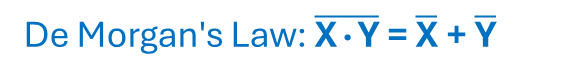 De Morgan's Law: X̅·̅Y̅ = X̅ + Y̅